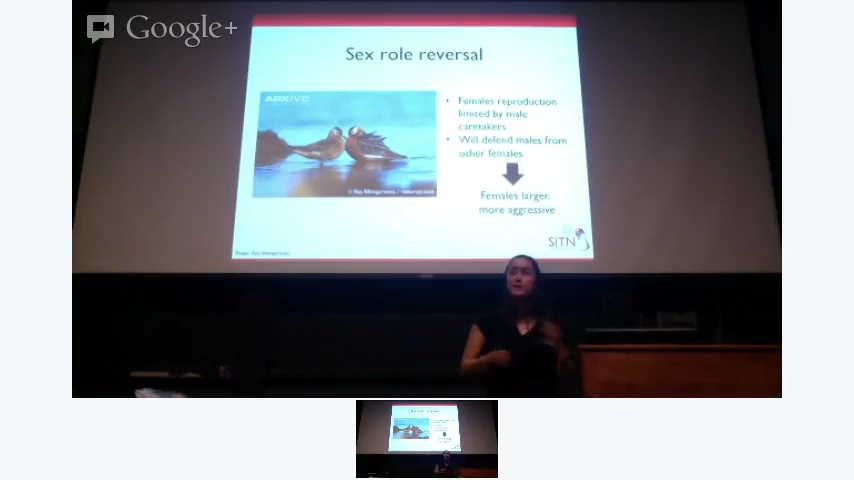 Google+
Sex role reversal
ARKIVE
• Females reproduction
limited by male
caretakers
• Will defend males from
other females
Females larger,
more aggressive
SITN